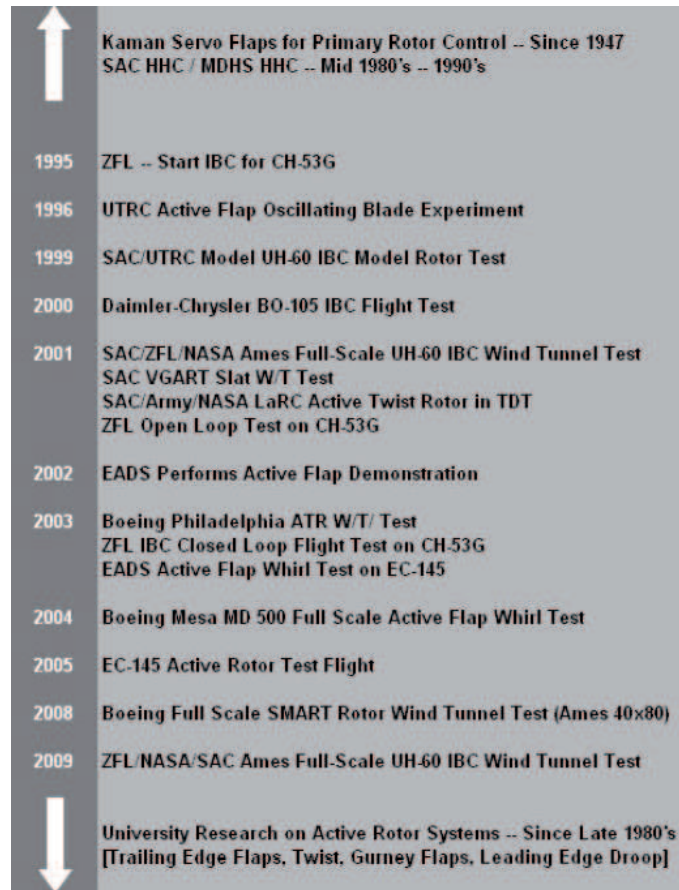 Kaman Servo Flaps for Primary Rotor Control -- Since 1947
SAC HHC / MDHS HHC -- Mid 1980's -- 1990's
1995 ZFL -- Start IBC for CH-53G
1996 UTRC Active Flap Oscillating Blade Experiment
1999 SAC/UTRC Model UH-60 IBC Model Rotor Test
2000 Daimler-Chrysler BO-105 IBC Flight Test
2001 SAC/ZFL/NASA Ames Full-Scale UH-60 IBC Wind Tunnel Test
SAC VGART Slat W/T Test
SAC/Army/NASA LaRC Active Twist Rotor in TDT
ZFL Open Loop Test on CH-53G
2002 EADS Performs Active Flap Demonstration
2003 Boeing Philadelphia ATR W/T/ Test
ZFL IBC Closed Loop Flight Test on CH-53G
EADS Active Flap Whirl Test on EC-145
2004 Boeing Mesa MD 500 Full Scale Active Flap Whirl Test
2005 EC-145 Active Rotor Test Flight
2008 Boeing Full Scale SMART Rotor Wind Tunnel Test (Ames 40x80)
2009 ZFL/NASA/SAC Ames Full-Scale UH-60 IBC Wind Tunnel Test
University Research on Active Rotor Systems -- Since Late 1980's
[Trailing Edge Flaps, Twist, Gurney Flaps, Leading Edge Droop]